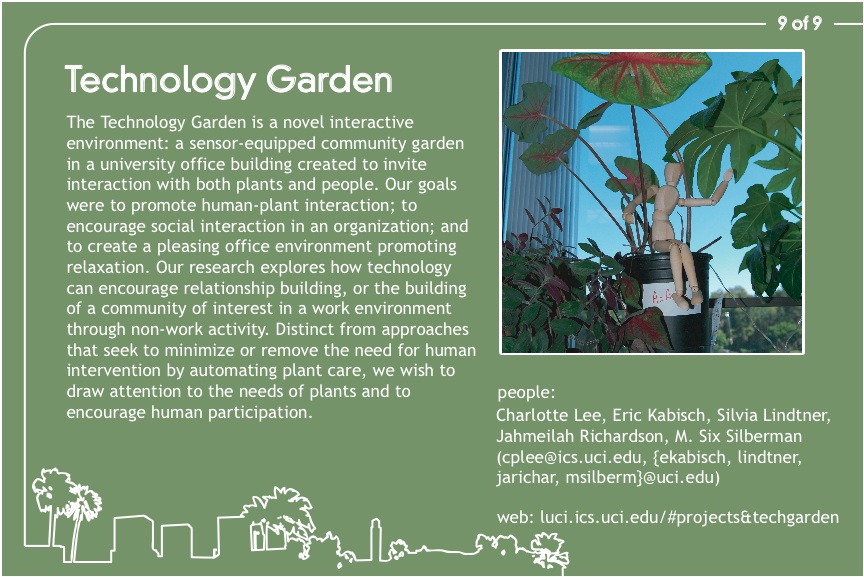 9 of 9
Technology Garden
The Technology Garden is a novel interactive
environment: a sensor-equipped community garden
in a university office building created to invite
interaction with both plants and people. Our goals
were to promote human-plant interaction; to
encourage social interaction in an organization; and
to create a pleasing office environment promoting
relaxation. Our research explores how technology
can encourage relationship building, or the building
of a community of interest in a work environment
through non-work activity. Distinct from approaches
that seek to minimize or remove the need for human
intervention by automating plant care, we wish to
draw attention to the needs of plants and to
encourage human participation.
people:
Charlotte Lee, Eric Kabisch, Silvia Lindtner,
Jahmeilah Richardson, M. Six Silberman
(cplee@ics.uci.edu, {ekabisch, lindtner,
jarichar, msilberm}@uci.edu)
web: luci.ics.uci.edu/#projects&techgarden